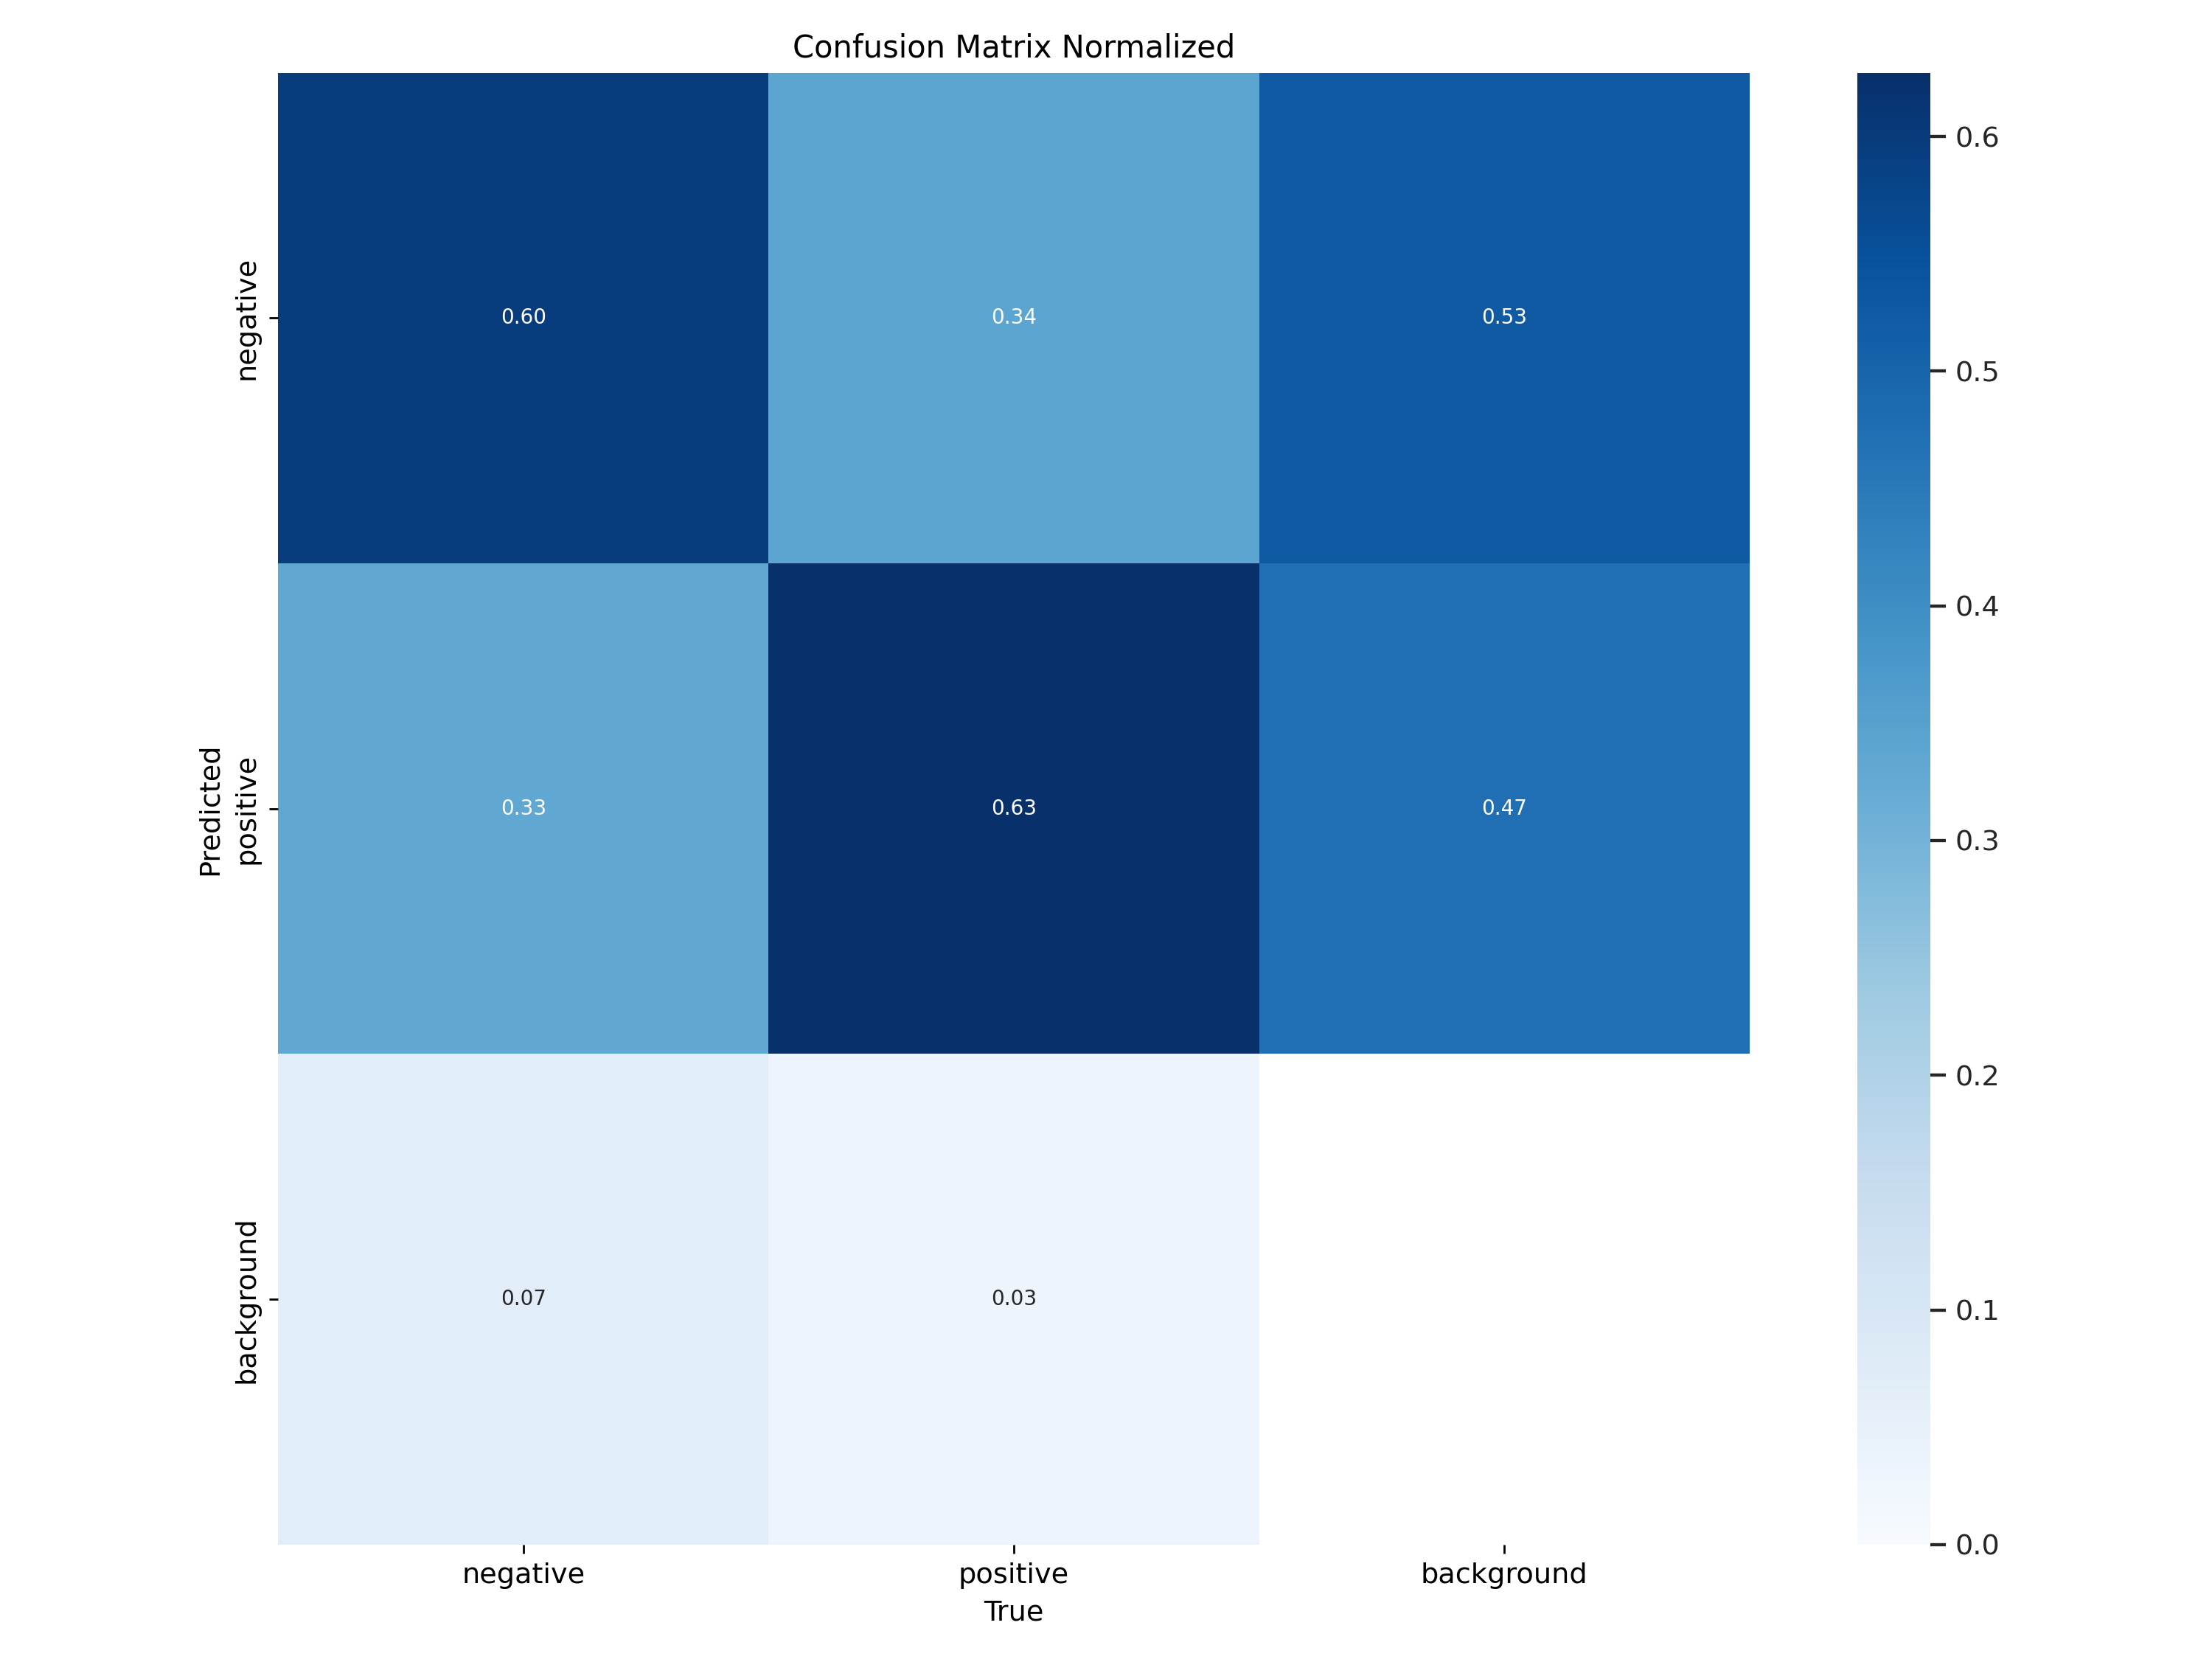 Confusion Matrix Normalized
negative
0.60
0.34
0.53
Predicted
positive
0.33
0.63
0.47
background
0.07
0.03
negative
positive
background
True
0.6
0.5
0.4
0.3
0.2
0.1
0.0